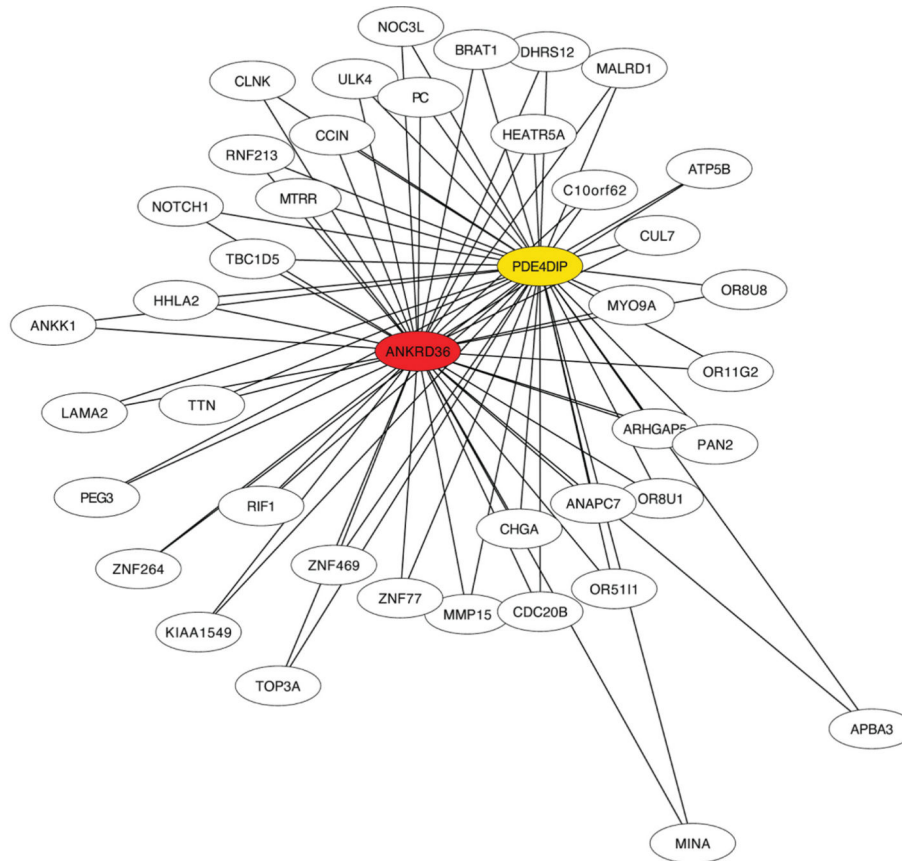 NOC3L
BRAT1
DHRS12
MALRD1
CLNK
ULK4
PC
CCIN
HEATR5A
RNF213
ATP5B
MTRR
C10orf62
NOTCH1
CUL7
TBC1D5
PDE4DIP
OR8U8
HHLA2
MYO9A
ANKK1
ANKRD36
OR11G2
LAMA2
TTN
ARHGAP5
PAN2
PEG3
RIF1
ANAPC7
OR8U1
CHGA
ZNF264
ZNF469
OR51I1
ZNF77
MMP15
CDC20B
KIAA1549
TOP3A
APBA3
MINA